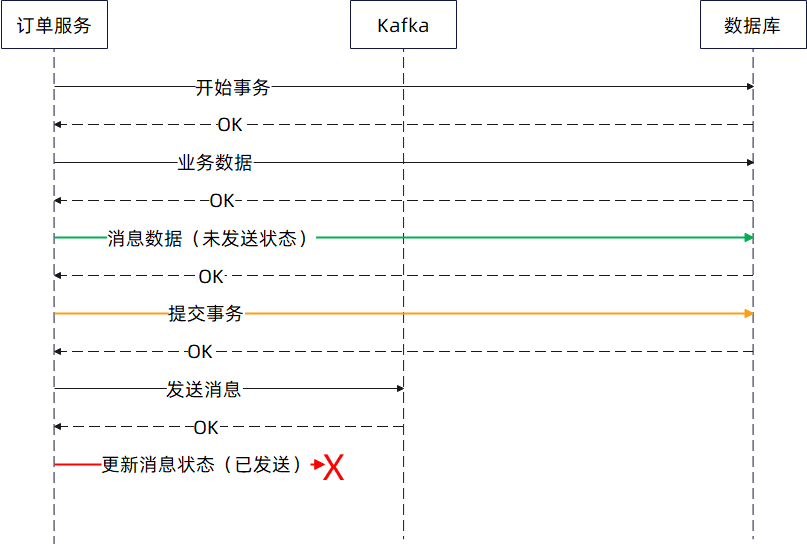 订单服务
Kafka
数据库
开始事务
OK
业务数据
OK
消息数据（未发送状态）
OK
提交事务
OK
发送消息
OK
更新消息状态（已发送）
X